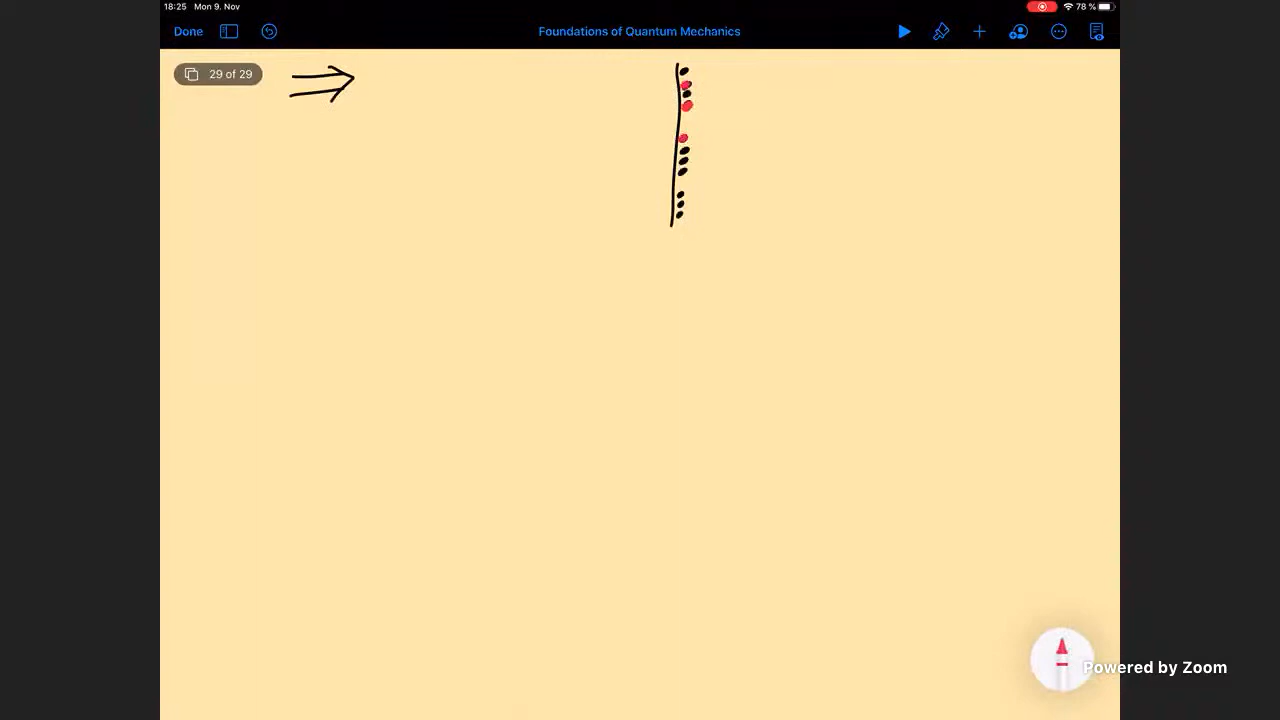 18:25 Mon 9. Nov 78 %
Done Foundations of Quantum Mechanics
29 of 29
Powered by Zoom